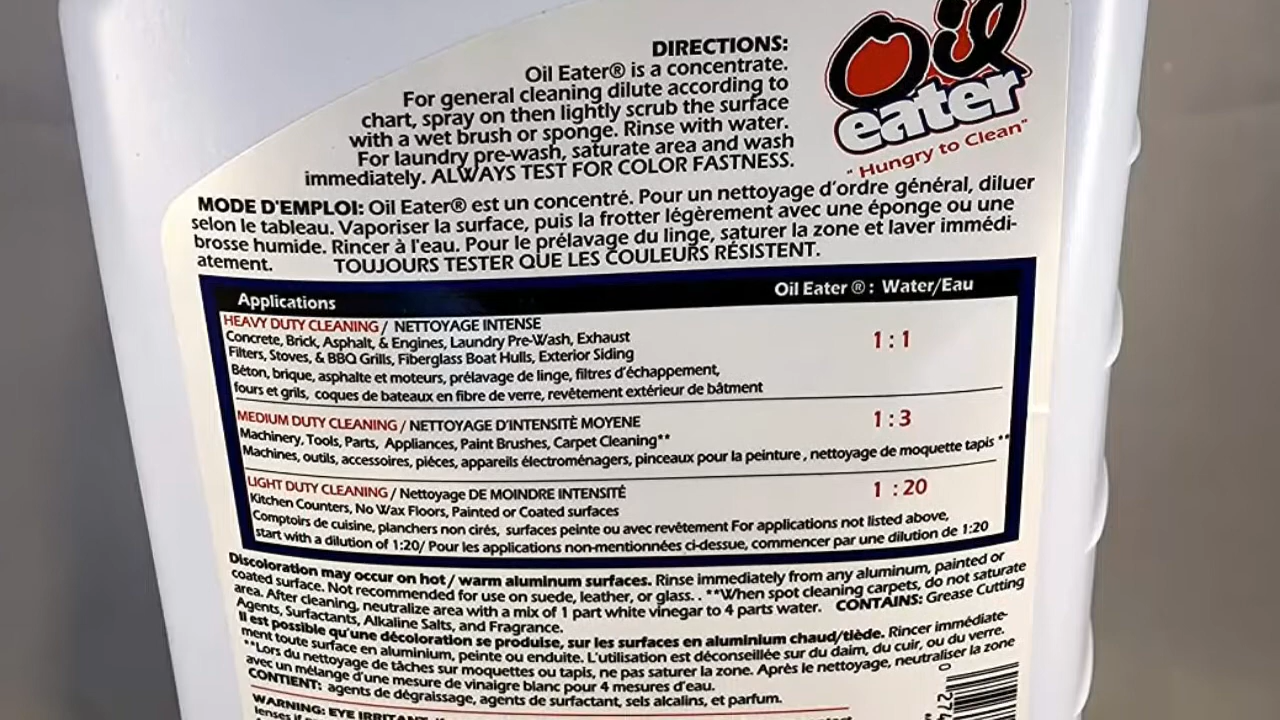 Oil
eater
"Hungry to Clean"
DIRECTIONS:
Oil Eater® is a concentrate.
For general cleaning dilute according to
chart, spray on then lightly scrub the surface
with a wet brush or sponge. Rinse with water.
For laundry pre-wash, saturate area and wash
immediately. ALWAYS TEST FOR COLOR FASTNESS.
MODE D'EMPLOI: Oil Eater® est un concentré. Pour un nettoyage d'ordre général, diluer
selon le tableau. Vaporiser la surface, puis la frotter légèrement avec une éponge ou une
brosse humide. Rincer à l'eau. Pour le prélavage du linge, saturer la zone et laver immédi-
atement. TOUJOURS TESTER QUE LES COULEURS RÉSISTENT.
Applications Oil Eater ® : Water/Eau
HEAVY DUTY CLEANING / NETTOYAGE INTENSE
Concrete, Brick, Asphalt, & Engines, Laundry Pre-Wash, Exhaust 1 : 1
Filters, Stoves, & BBQ Grills, Fiberglass Boat Hulls, Exterior Siding
Béton, brique, asphalte et moteurs, prélavage de linge, filtres d'échappement,
fours et grils, coques de bateaux en fibre de verre, revêtement extérieur de bâtment
MEDIUM DUTY CLEANING / NETTOYAGE D'INTENSITÈ MOYENE 1 : 3
Machinery, Tools, Parts, Appliances, Paint Brushes, Carpet Cleaning**
Machines, outils, accessoires, piéces, appareils électroménagers, pinceaux pour la peinture, nettoyage de moquette tapis **
LIGHT DUTY CLEANING / Nettoyage DE MOINDRE INTENSITÉ 1 : 20
Kitchen Counters, No Wax Floors, Painted or Coated surfaces
Comptoirs de cuisine, planchers non cirés, surfaces peinte ou avec revêtement For applications not listed above,
start with a dilution of 1:20/ Pour les applications non-mentionnées ci-dessue, commencer par une dilution de 1:20
Discoloration may occur on hot / warm aluminum surfaces. Rinse immediately from any aluminum, painted or
coated surface. Not recommended for use on suede, leather, or glass. . **When spot cleaning carpets, do not saturate
area. After cleaning, neutralize area with a mix of 1 part white vinegar to 4 parts water. CONTAINS: Grease Cutting
Agents, Surfactants, Alkaline Salts, and Fragrance.
Il est possible qu'une décoloration se produise, sur les surfaces en aluminium chaud/tiède. Rincer immédiate-
ment toute surface en aluminium, peinte ou enduite. L'utilisation est déconseillée sur du daim, du cuir, ou du verre.
**Lors du nettoyage de tâches sur moquettes ou tapis, ne pas saturer la zone. Après le nettoyage, neutraliser la zone
avec un mélange d'une mesure de vinaigre blanc pour 4 mesures d'eau.
CONTIENT: agents de dégraissage, agents de surfactant, sels alcalins, et parfum.
WARNING: EYE IRRITANT.
lenses if
0 274